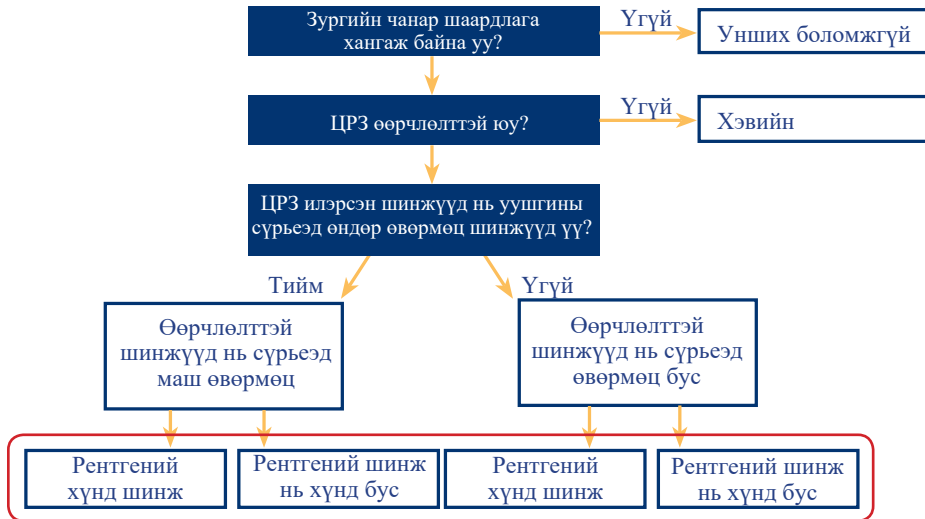 Зургийн чанар шаардлага
хангаж байна уу?
Үгүй
Унших боломжгүй
ЦРЗ өөрчлөлттэй юу?
Үгүй
Хэвийн
ЦРЗ илэрсэн шинжүүд нь уушгины
сүрьеэд өндөр өвөрмөц шинжүүд үү?
Тийм
Үгүй
Өөрчлөлттэй
шинжүүд нь сүрьеэд
маш өвөрмөц
Өөрчлөлттэй
шинжүүд нь сүрьеэд
өвөрмөц бус
Рентгений
хүнд шинж
Рентгений шинж
нь хүнд бус
Рентгений
хүнд шинж
Рентгений шинж
нь хүнд бус